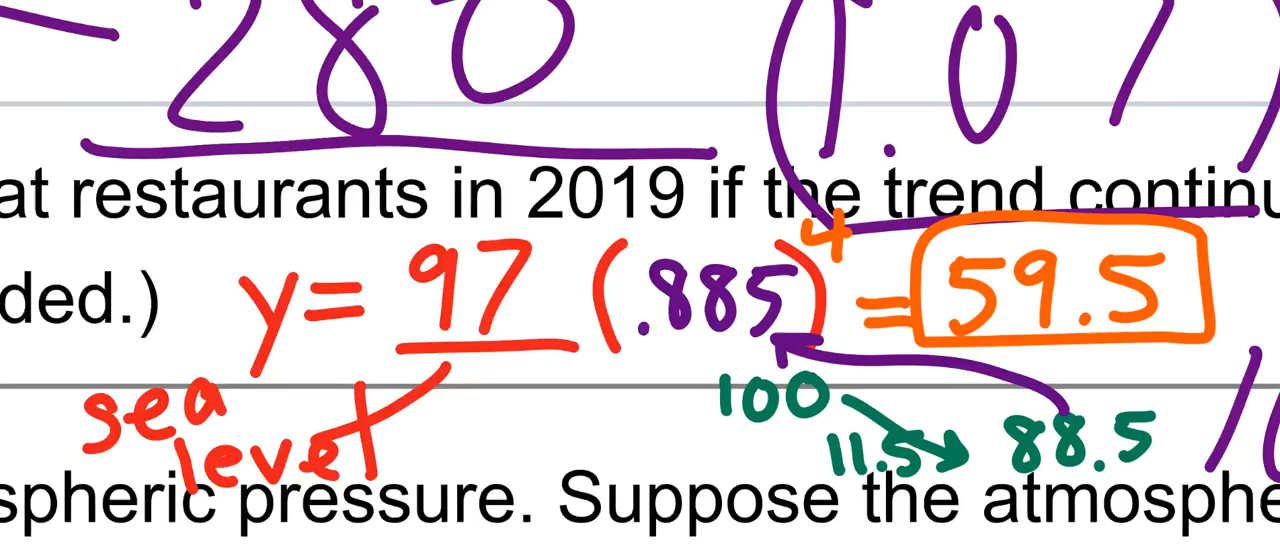 280 (1.07)
at restaurants in 2019 if the trend continu
ded.) y = 97 (.885)4 = 59.5
sea level
100 11.5 88.5
spheric pressure. Suppose the atmosphe